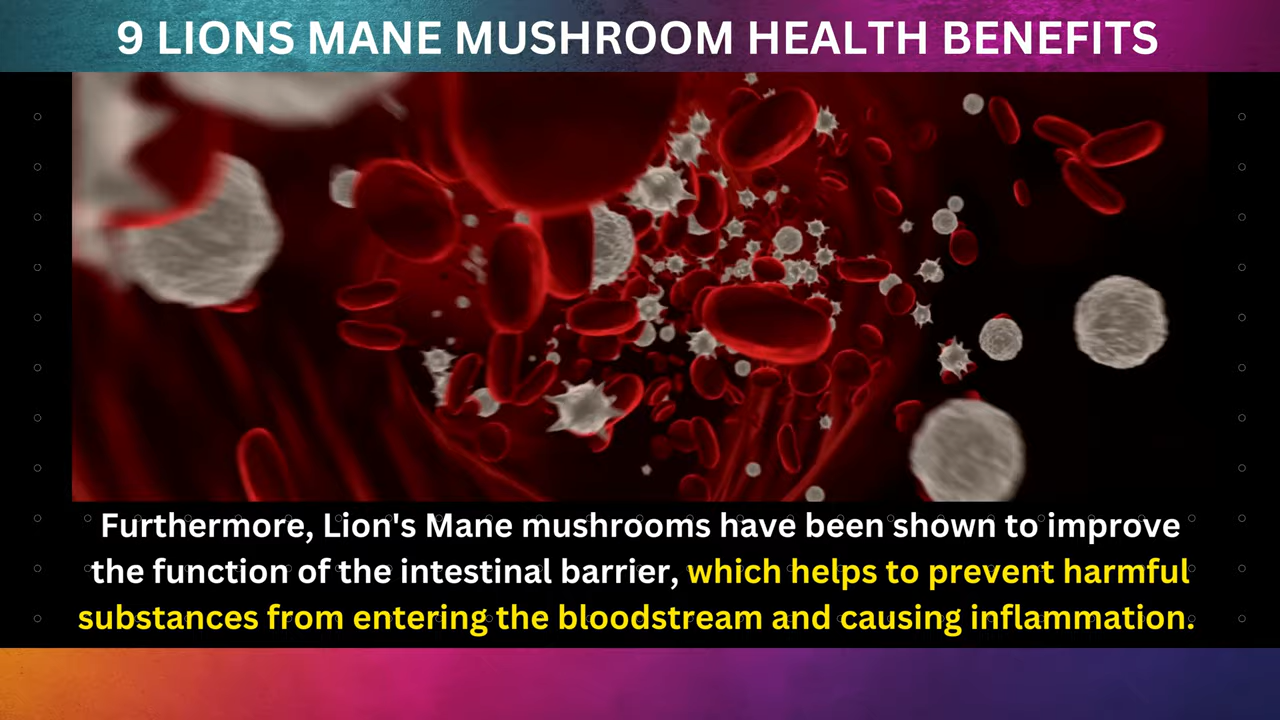 9 LIONS MANE MUSHROOM HEALTH BENEFITS
Furthermore, Lion's Mane mushrooms have been shown to improve
the function of the intestinal barrier, which helps to prevent harmful
substances from entering the bloodstream and causing inflammation.